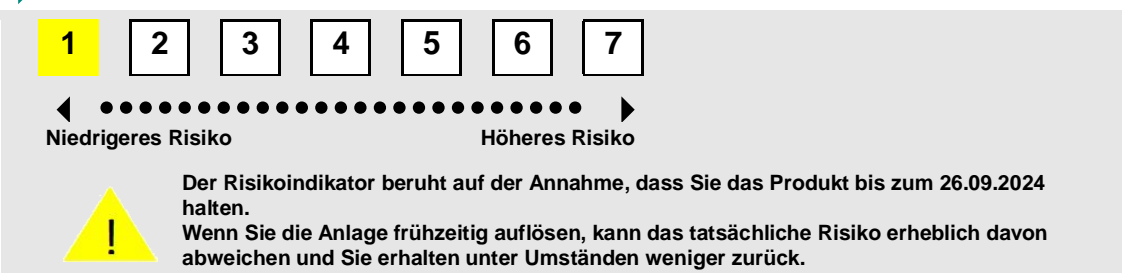 1 2 3 4 5 6 7
Niedrigeres Risiko Höheres Risiko
Der Risikoindikator beruht auf der Annahme, dass Sie das Produkt bis zum 26.09.2024
halten.
!
Wenn Sie die Anlage frühzeitig auflösen, kann das tatsächliche Risiko erheblich davon
abweichen und Sie erhalten unter Umständen weniger zurück.